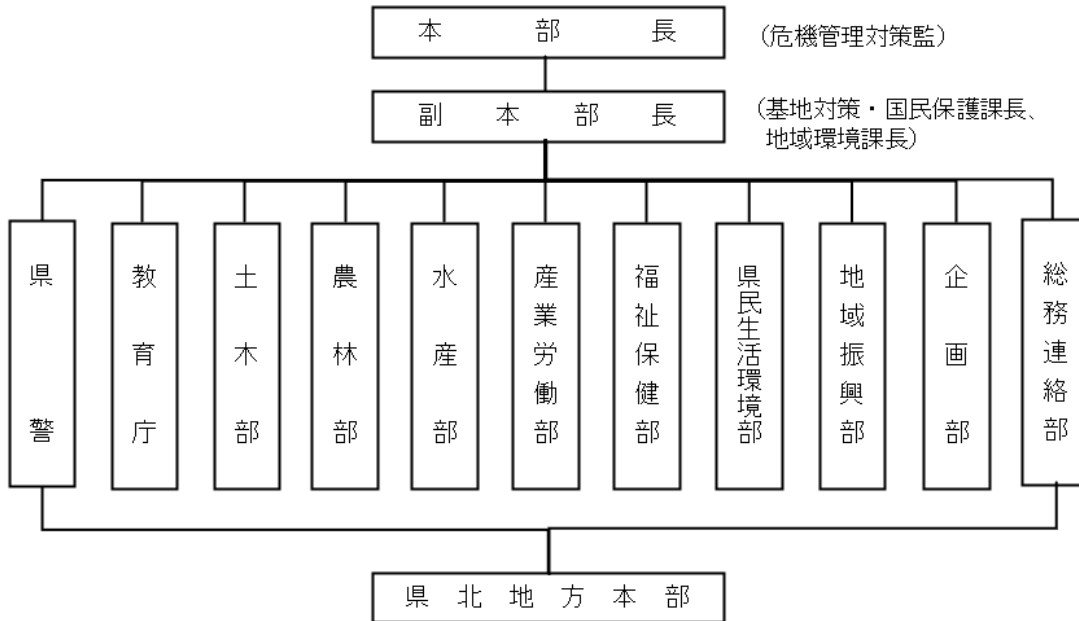 本部長
(危機管理対策監)
副本部長
(基地対策・国民保護課長、
地域環境課長)
県警
教育庁
土木部
農林部
水産部
産業労働部
福祉保健部
県民生活環境部
地域振興部
企画部
総務連絡部
県北地方本部